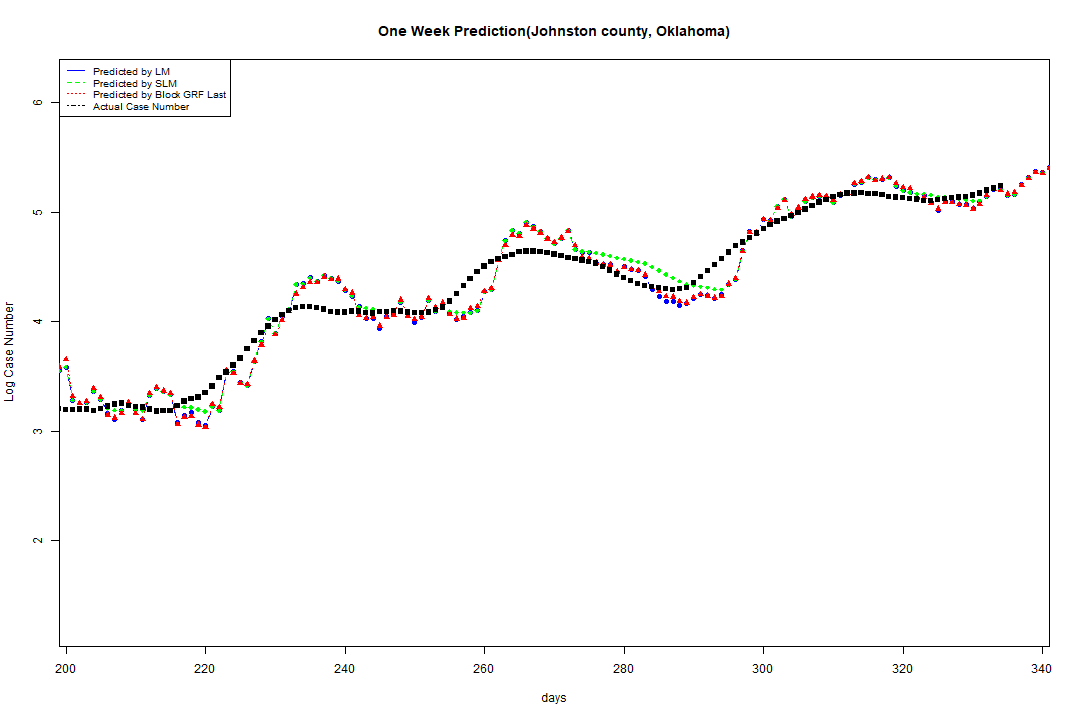 One Week Prediction(Johnston county, Oklahoma)
Predicted by LM
Predicted by SLM
Predicted by Block GRF Last
Actual Case Number
6
5
4
3
2
Log Case Number
200 220 240 260 280 300 320 340
days